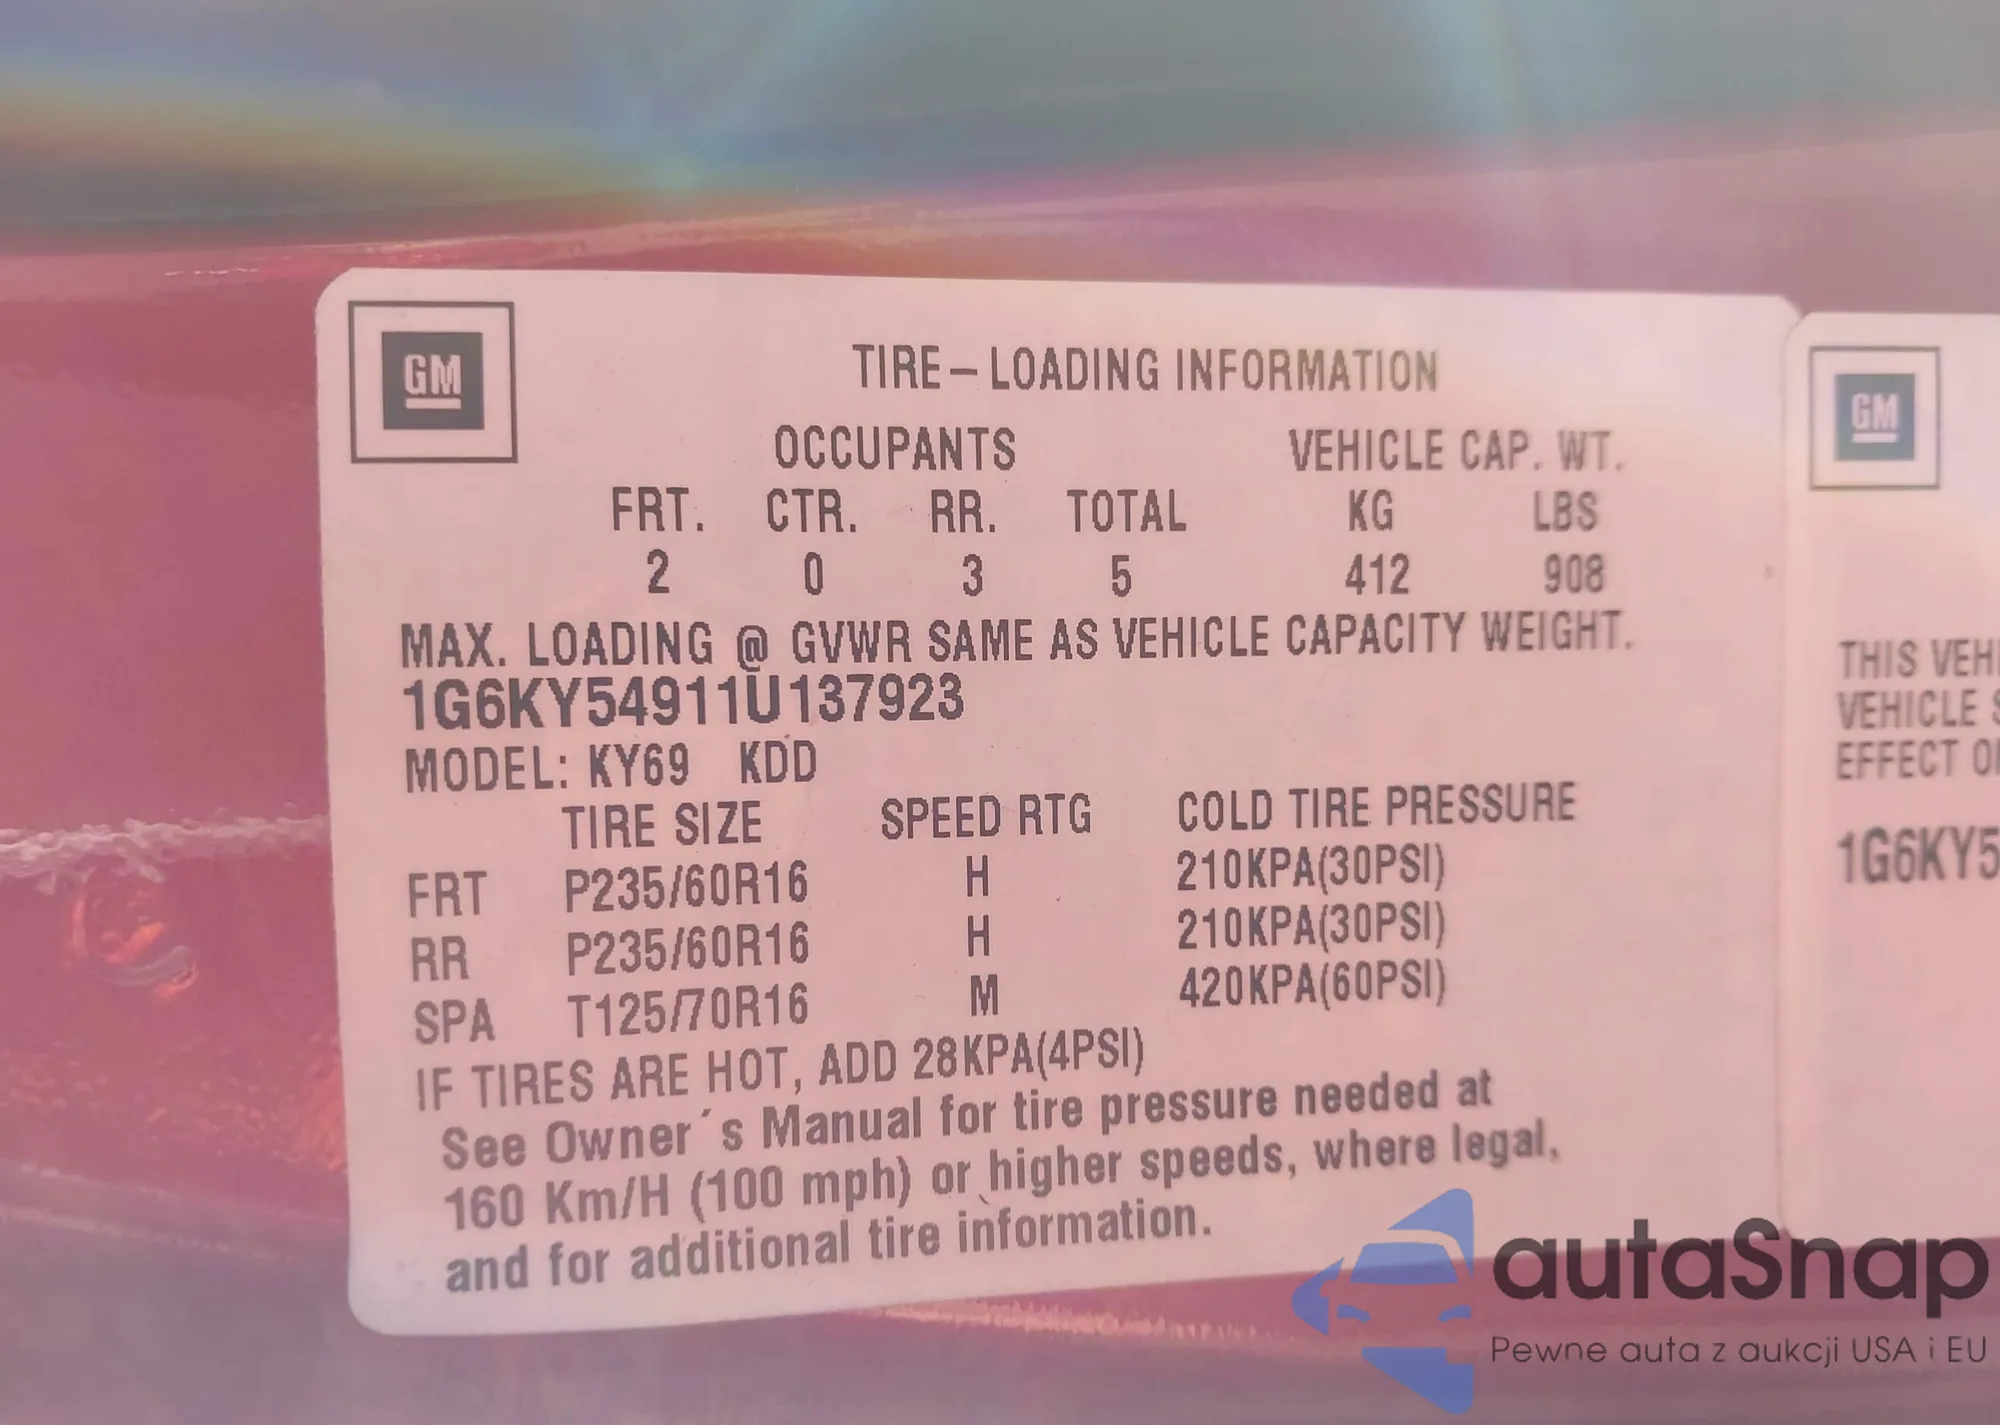 GM
TIRE – LOADING INFORMATION
OCCUPANTS VEHICLE CAP. WT.
FRT. CTR. RR. TOTAL KG LBS
2 0 3 5 412 908
MAX. LOADING @ GVWR SAME AS VEHICLE CAPACITY WEIGHT.
1G6KY54911U137923
MODEL: KY69 KDD
TIRE SIZE SPEED RTG COLD TIRE PRESSURE
FRT P235/60R16 H 210KPA(30PSI)
RR P235/60R16 H 210KPA(30PSI)
SPA T125/70R16 M 420KPA(60PSI)
IF TIRES ARE HOT, ADD 28KPA(4PSI)
See Owner´s Manual for tire pressure needed at
160 Km/H (100 mph) or higher speeds, where legal,
and for additional tire information.
GM
THIS VEH
VEHICLE S
EFFECT O
1G6KY5
autaSnap
Pewne auta z aukcji USA i EU